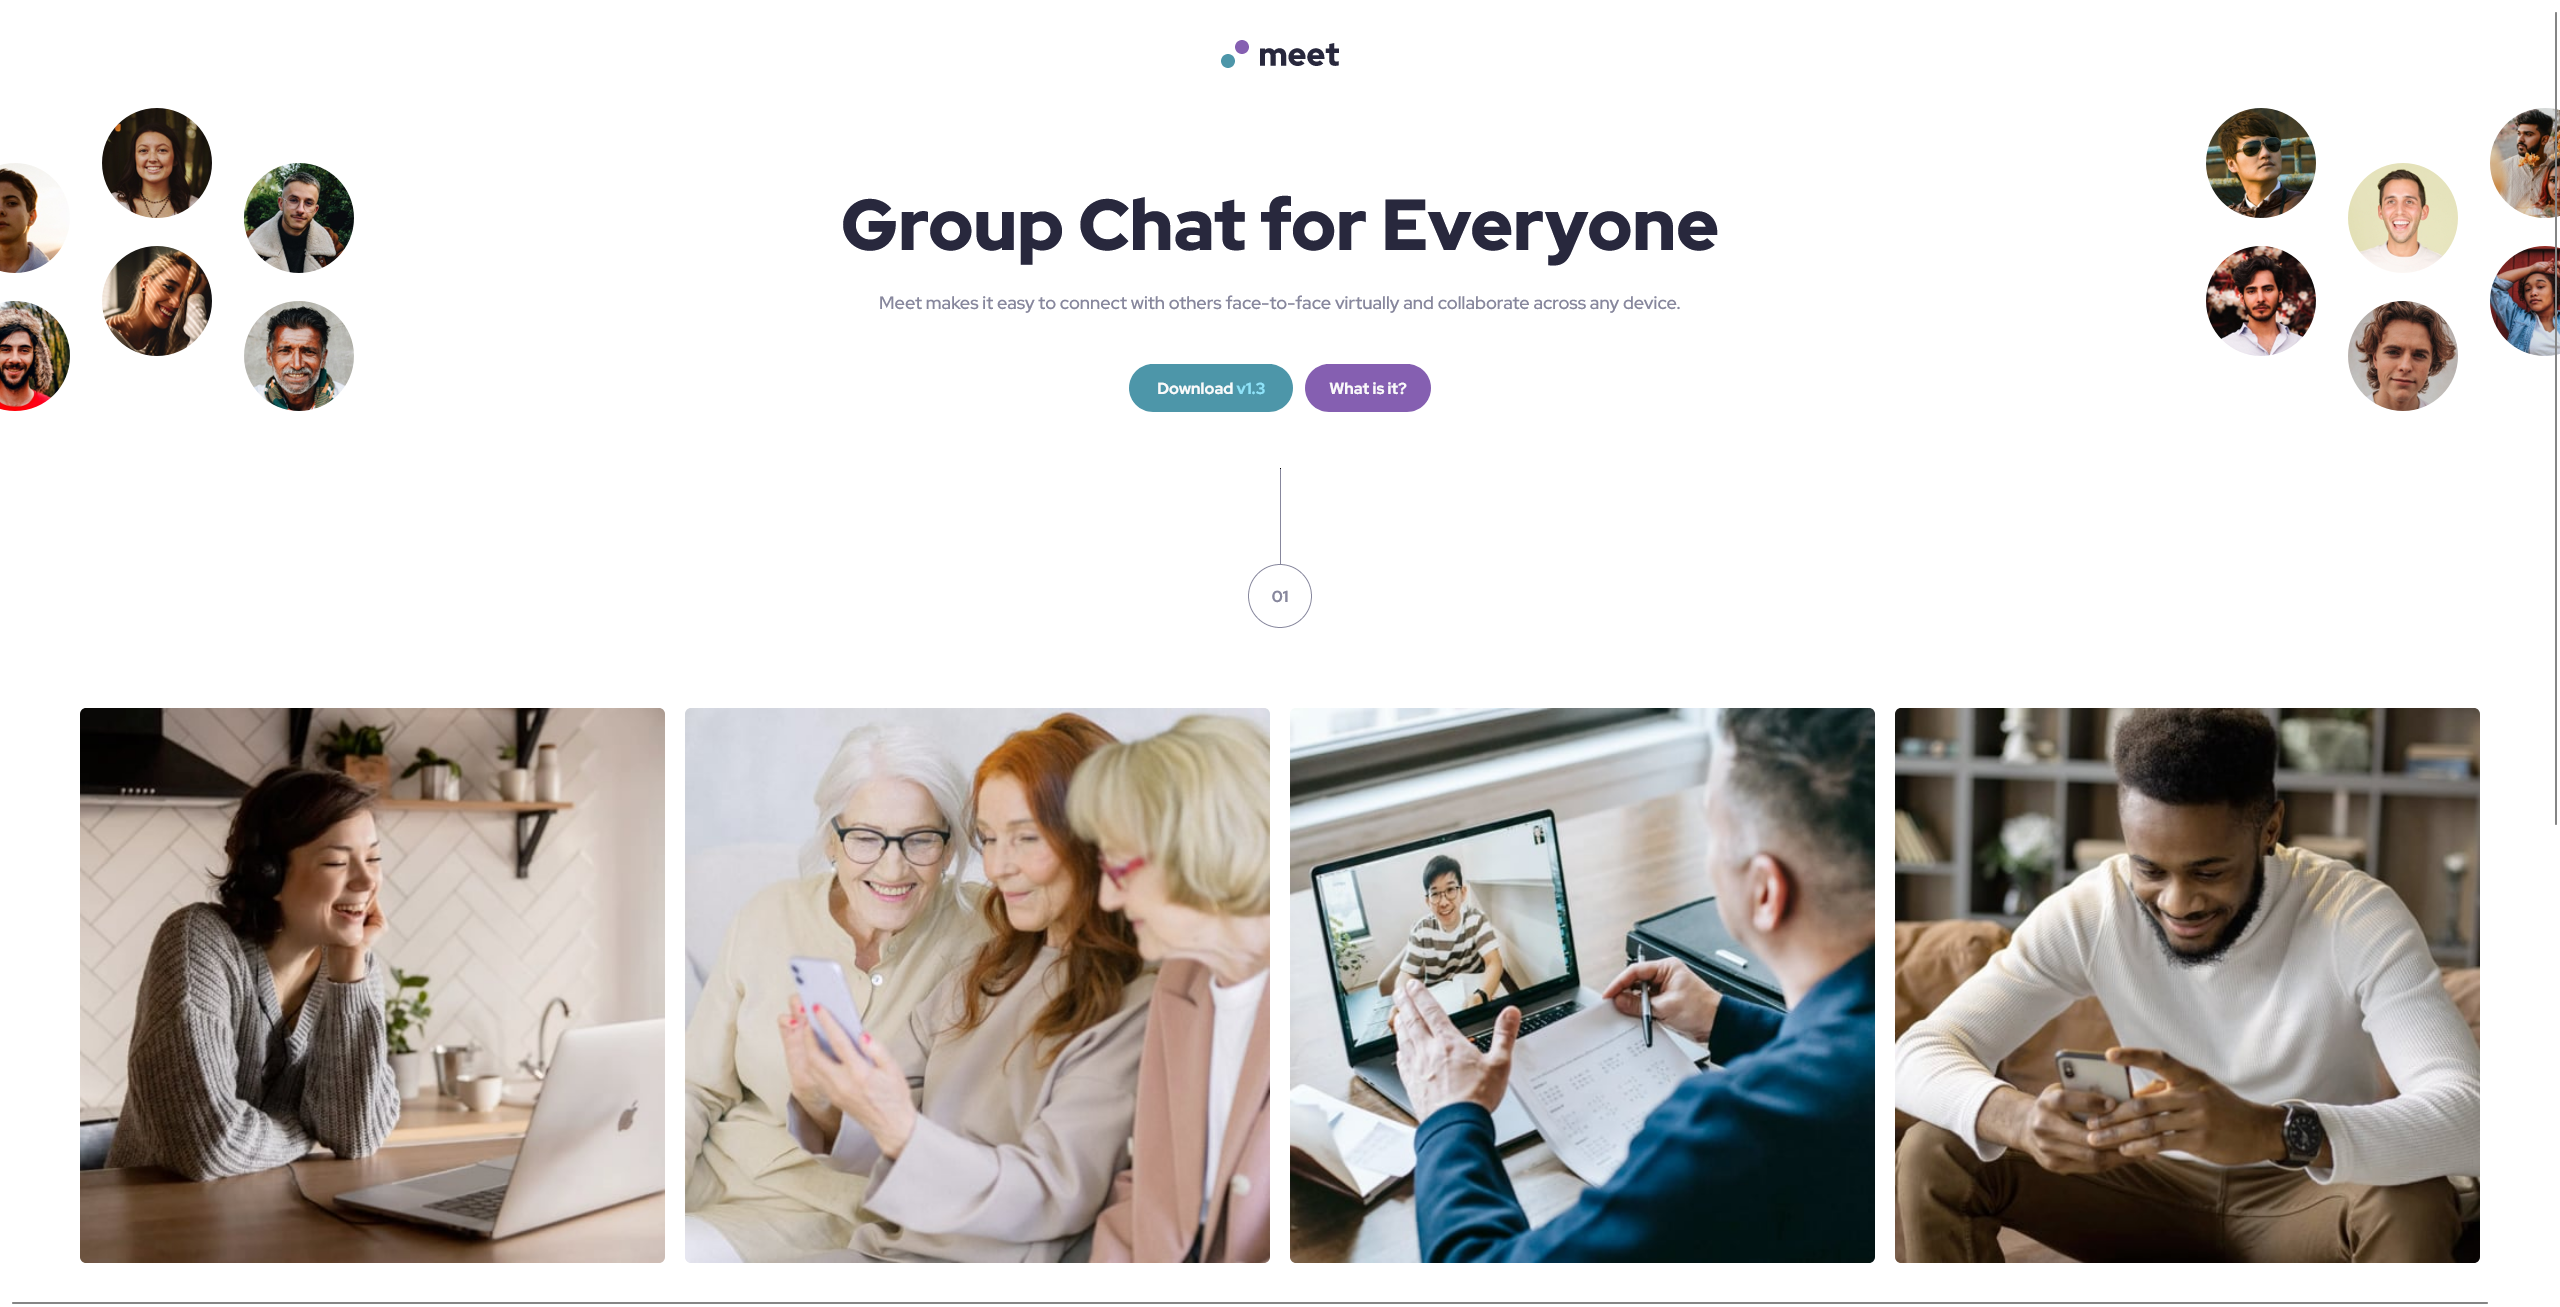 meet
Group Chat for Everyone
Meet makes it easy to connect with others face-to-face virtually and collaborate across any device.
Download v1.3
What is it?
01